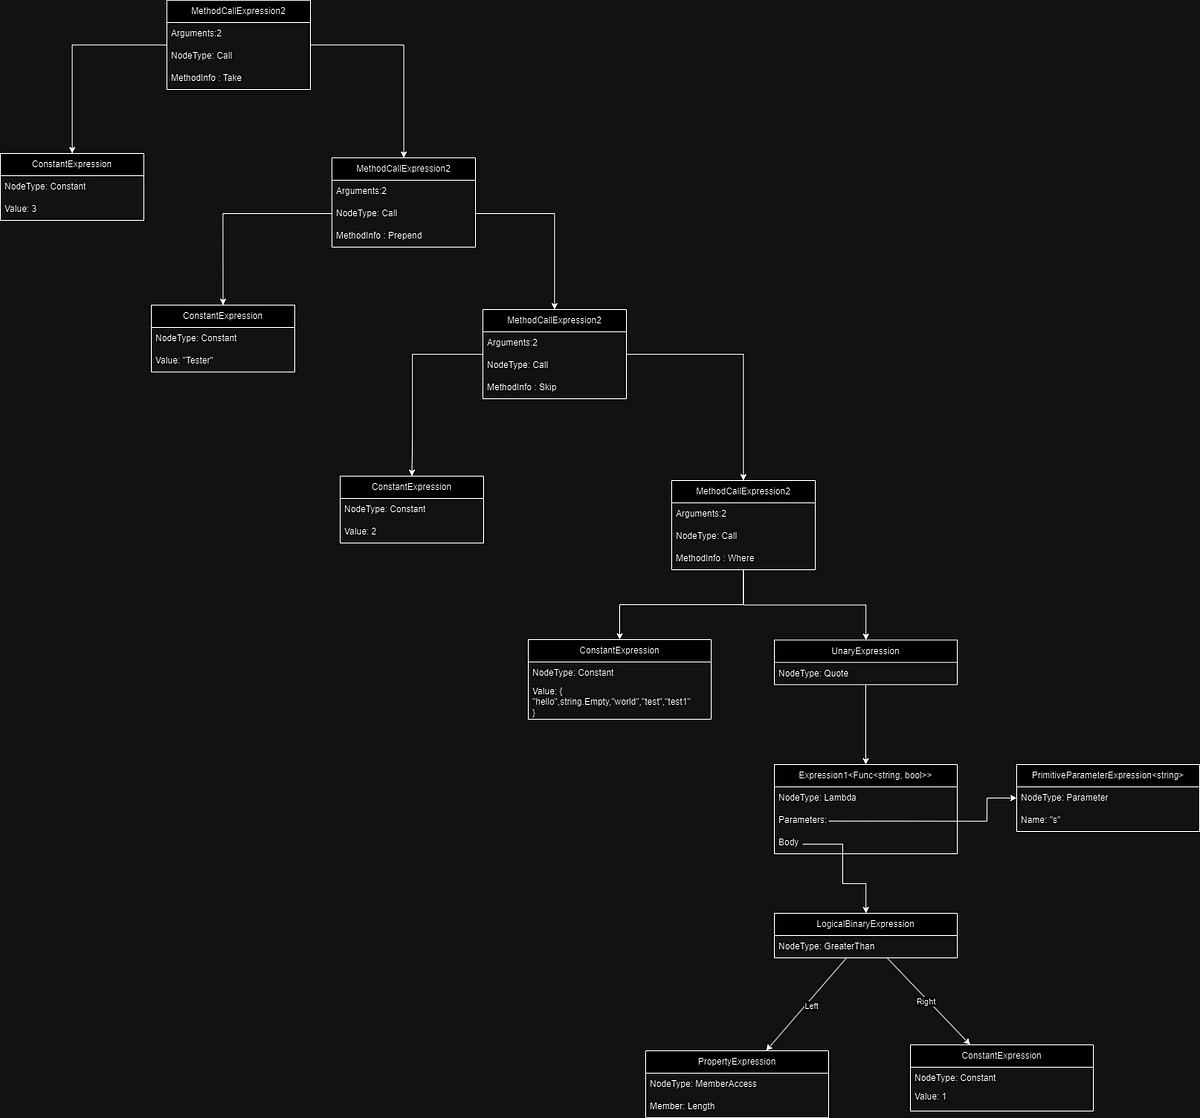 MethodCallExpression2
Arguments:2
NodeType: Call
MethodInfo : Take
ConstantExpression
NodeType: Constant
Value: 3
MethodCallExpression2
Arguments:2
NodeType: Call
MethodInfo : Prepend
ConstantExpression
NodeType: Constant
Value: "Tester"
MethodCallExpression2
Arguments:2
NodeType: Call
MethodInfo : Skip
ConstantExpression
NodeType: Constant
Value: 2
MethodCallExpression2
Arguments:2
NodeType: Call
MethodInfo : Where
ConstantExpression
NodeType: Constant
Value: {
"hello",string.Empty,"world","test","test1"
}
UnaryExpression
NodeType: Quote
Expression1<Func<string, bool>>
NodeType: Lambda
Parameters:
Body
PrimitiveParameterExpression<string>
NodeType: Parameter
Name: "s"
LogicalBinaryExpression
NodeType: GreaterThan
Left
Right
PropertyExpression
NodeType: MemberAccess
Member: Length
ConstantExpression
NodeType: Constant
Value: 1